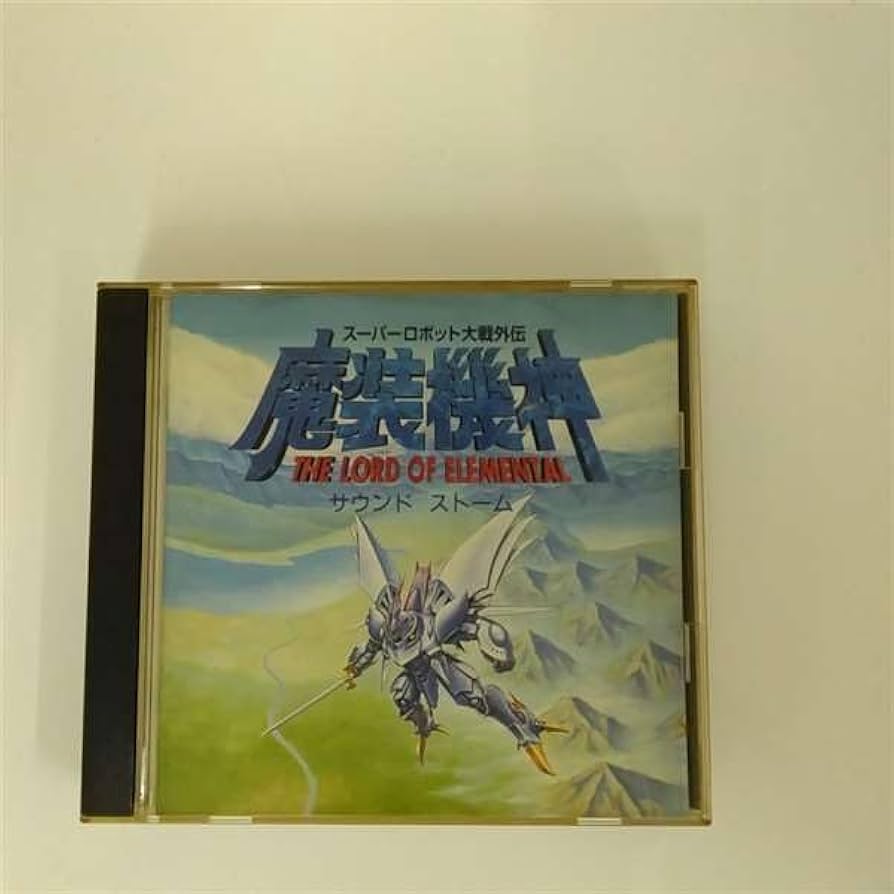 スーパーロボット大戦外伝
魔装機神
THE LORD OF ELEMENTAL
サウンド ストーム